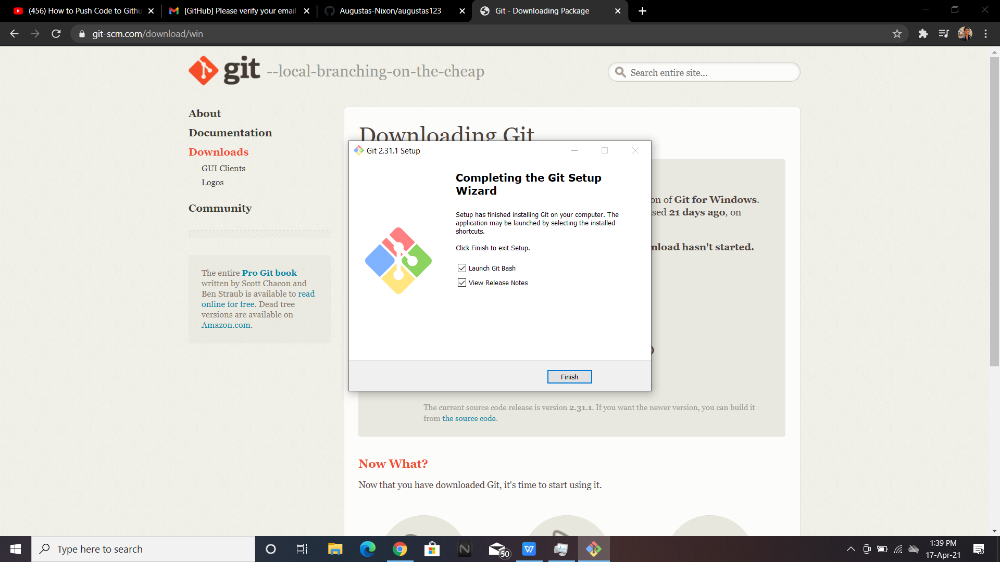 (456) How to Push Code to Githu
[GitHub] Please verify your email
Augustas-Nixon/augustas123
Git - Downloading Package
git-scm.com/download/win
git --local-branching-on-the-cheap
Search entire site...
About
Documentation
Downloads
GUI Clients
Logos
Community
The entire Pro Git book
written by Scott Chacon and
Ben Straub is available to read
online for free. Dead tree
versions are available on
Amazon.com.
Downloading Git
on of Git for Windows.
sed 21 days ago, on
nload hasn't started.
Git 2.31.1 Setup
Completing the Git Setup
Wizard
Setup has finished installing Git on your computer. The
application may be launched by selecting the installed
shortcuts.
Click Finish to exit Setup.
Launch Git Bash
View Release Notes
Finish
The current source code release is version 2.31.1. If you want the newer version, you can build it
from the source code.
Now What?
Now that you have downloaded Git, it's time to start using it.
Type here to search
50
1:39 PM
17-Apr-21